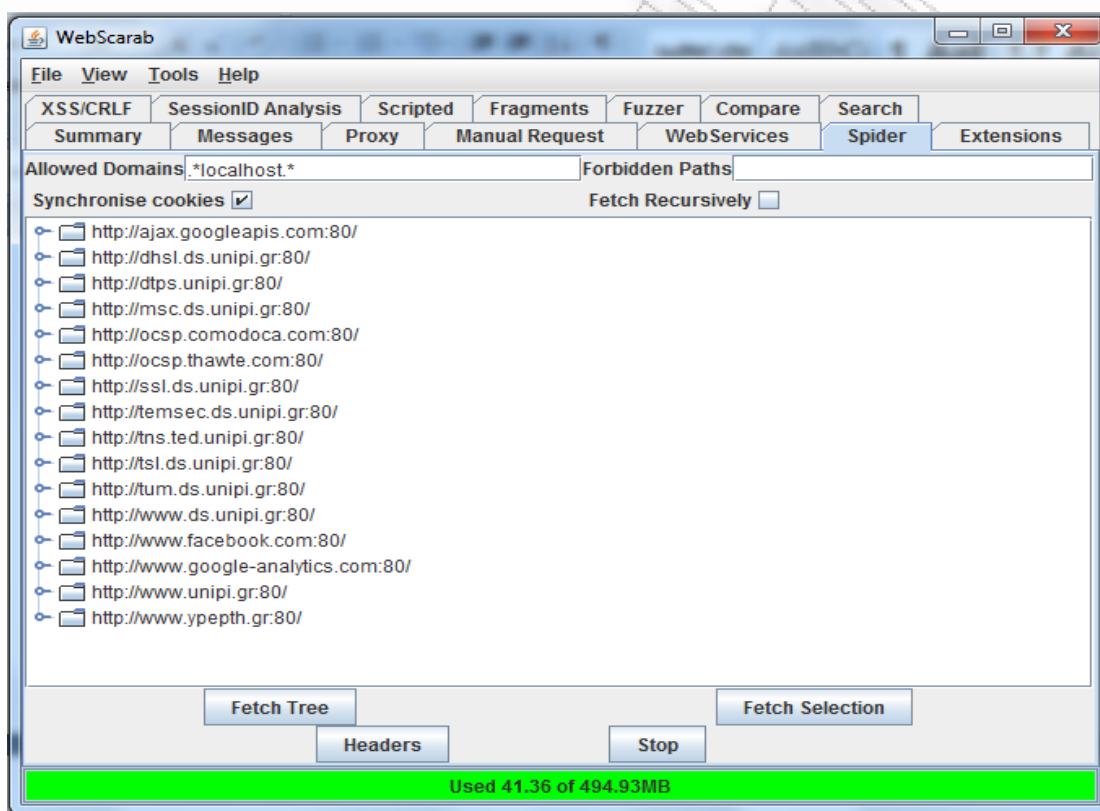 WebScarab
File View Tools Help
XSS/CRLF SessionID Analysis Scripted Fragments Fuzzer Compare Search
Summary Messages Proxy Manual Request WebServices Spider Extensions
Allowed Domains .*localhost.* Forbidden Paths
Synchronise cookies Fetch Recursively
http://ajax.googleapis.com:80/
http://dhsl.ds.unipi.gr:80/
http://dtps.unipi.gr:80/
http://msc.ds.unipi.gr:80/
http://ocsp.comodoca.com:80/
http://ocsp.thawte.com:80/
http://ssl.ds.unipi.gr:80/
http://temsec.ds.unipi.gr:80/
http://tns.ted.unipi.gr:80/
http://tsl.ds.unipi.gr:80/
http://tum.ds.unipi.gr:80/
http://www.ds.unipi.gr:80/
http://www.facebook.com:80/
http://www.google-analytics.com:80/
http://www.unipi.gr:80/
http://www.ypepth.gr:80/
Fetch Tree Fetch Selection
Headers Stop
Used 41.36 of 494.93MB